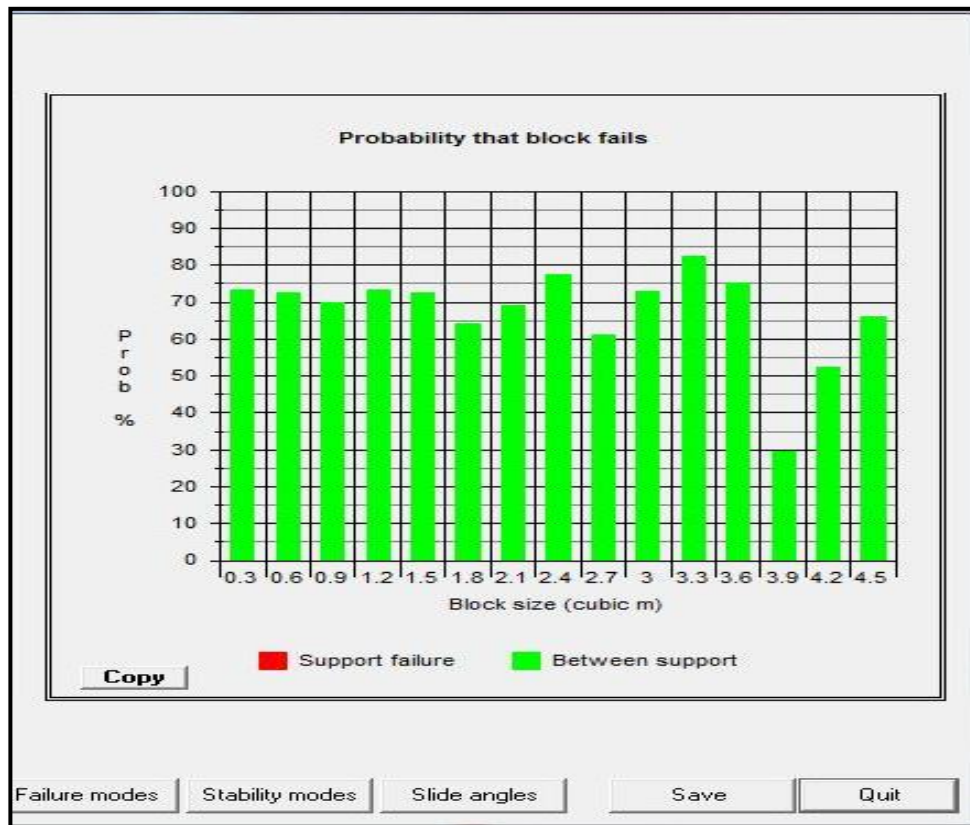 Probability that block fails
100
90
80
70
60
50
40
30
20
10
0
Prob %
0.3 0.6 0.9 1.2 1.5 1.8 2.1 2.4 2.7 3 3.3 3.6 3.9 4.2 4.5
Block size (cubic m)
Support failure Between support
Copy
Failure modes Stability modes Slide angles Save Quit